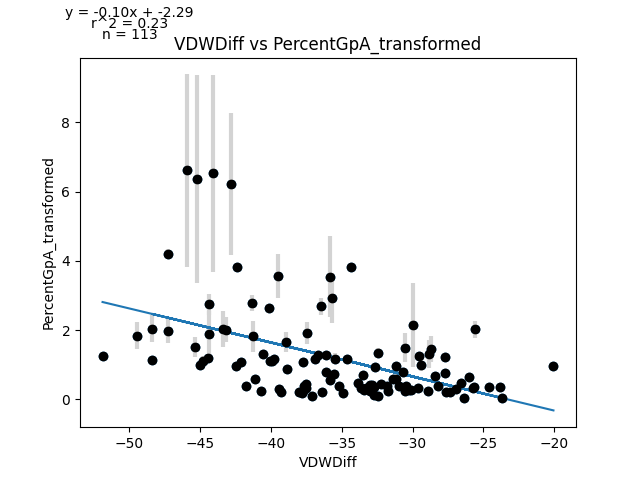 y = -0.10x + -2.29
r^2 = 0.23
n = 113
VDWDiff vs PercentGpA_transformed
PercentGpA_transformed
8
6
4
2
0
−50
−45
−40
−35
−30
−25
−20
VDWDiff